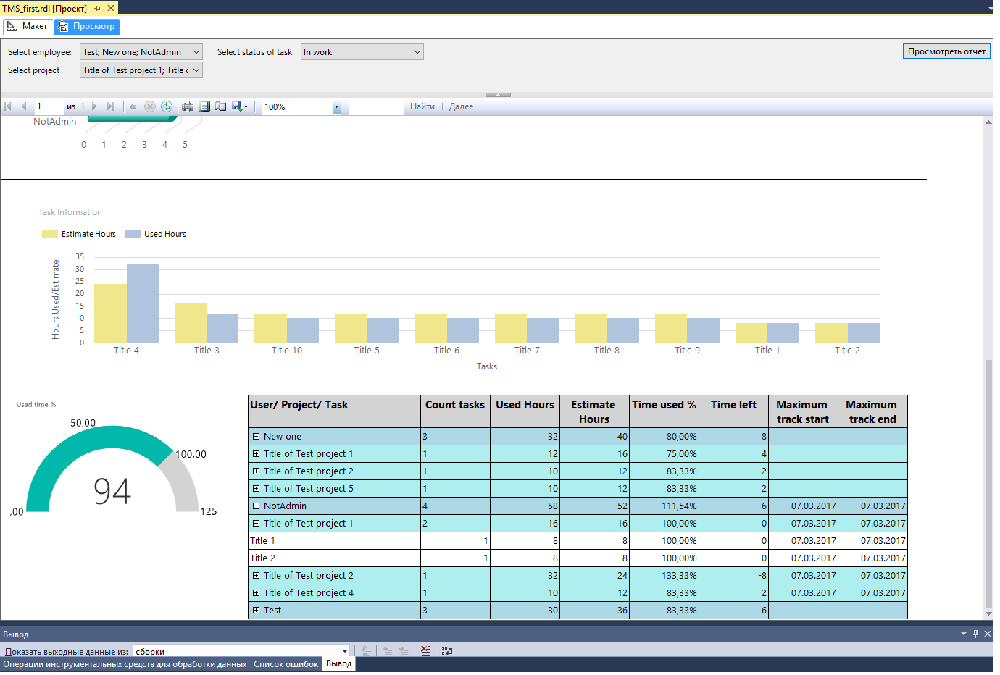 TMS_first.rdl [Проект]
Макет Просмотр
Select employee: Test; New one; NotAdmin Select status of task In work Просмотреть отчет
Select project Title of Test project 1; Title c
1 из 1 100% Найти Далее
NotAdmin
0 1 2 3 4 5
Task Information
Estimate Hours Used Hours
Hours Used/Estimate
35
30
25
20
15
10
5
0
Title 4 Title 3 Title 10 Title 5 Title 6 Title 7 Title 8 Title 9 Title 1 Title 2
Tasks
Used time %
50,00
100,00
94
,00
125
User/ Project/ Task Count tasks Used Hours Estimate Hours Time used % Time left Maximum track start Maximum track end
New one 3 32 40 80,00% 8
Title of Test project 1 1 12 16 75,00% 4
Title of Test project 2 1 10 12 83,33% 2
Title of Test project 5 1 10 12 83,33% 2
NotAdmin 4 58 52 111,54% -6 07.03.2017 07.03.2017
Title of Test project 1 2 16 16 100,00% 0 07.03.2017 07.03.2017
Title 1 1 8 8 100,00% 0 07.03.2017 07.03.2017
Title 2 1 8 8 100,00% 0 07.03.2017 07.03.2017
Title of Test project 2 1 32 24 133,33% -8 07.03.2017 07.03.2017
Title of Test project 4 1 10 12 83,33% 2 07.03.2017 07.03.2017
Test 3 30 36 83,33% 6
Вывод
Показать выходные данные из: сборки
Операции инструментальных средств для обработки данных Список ошибок Вывод